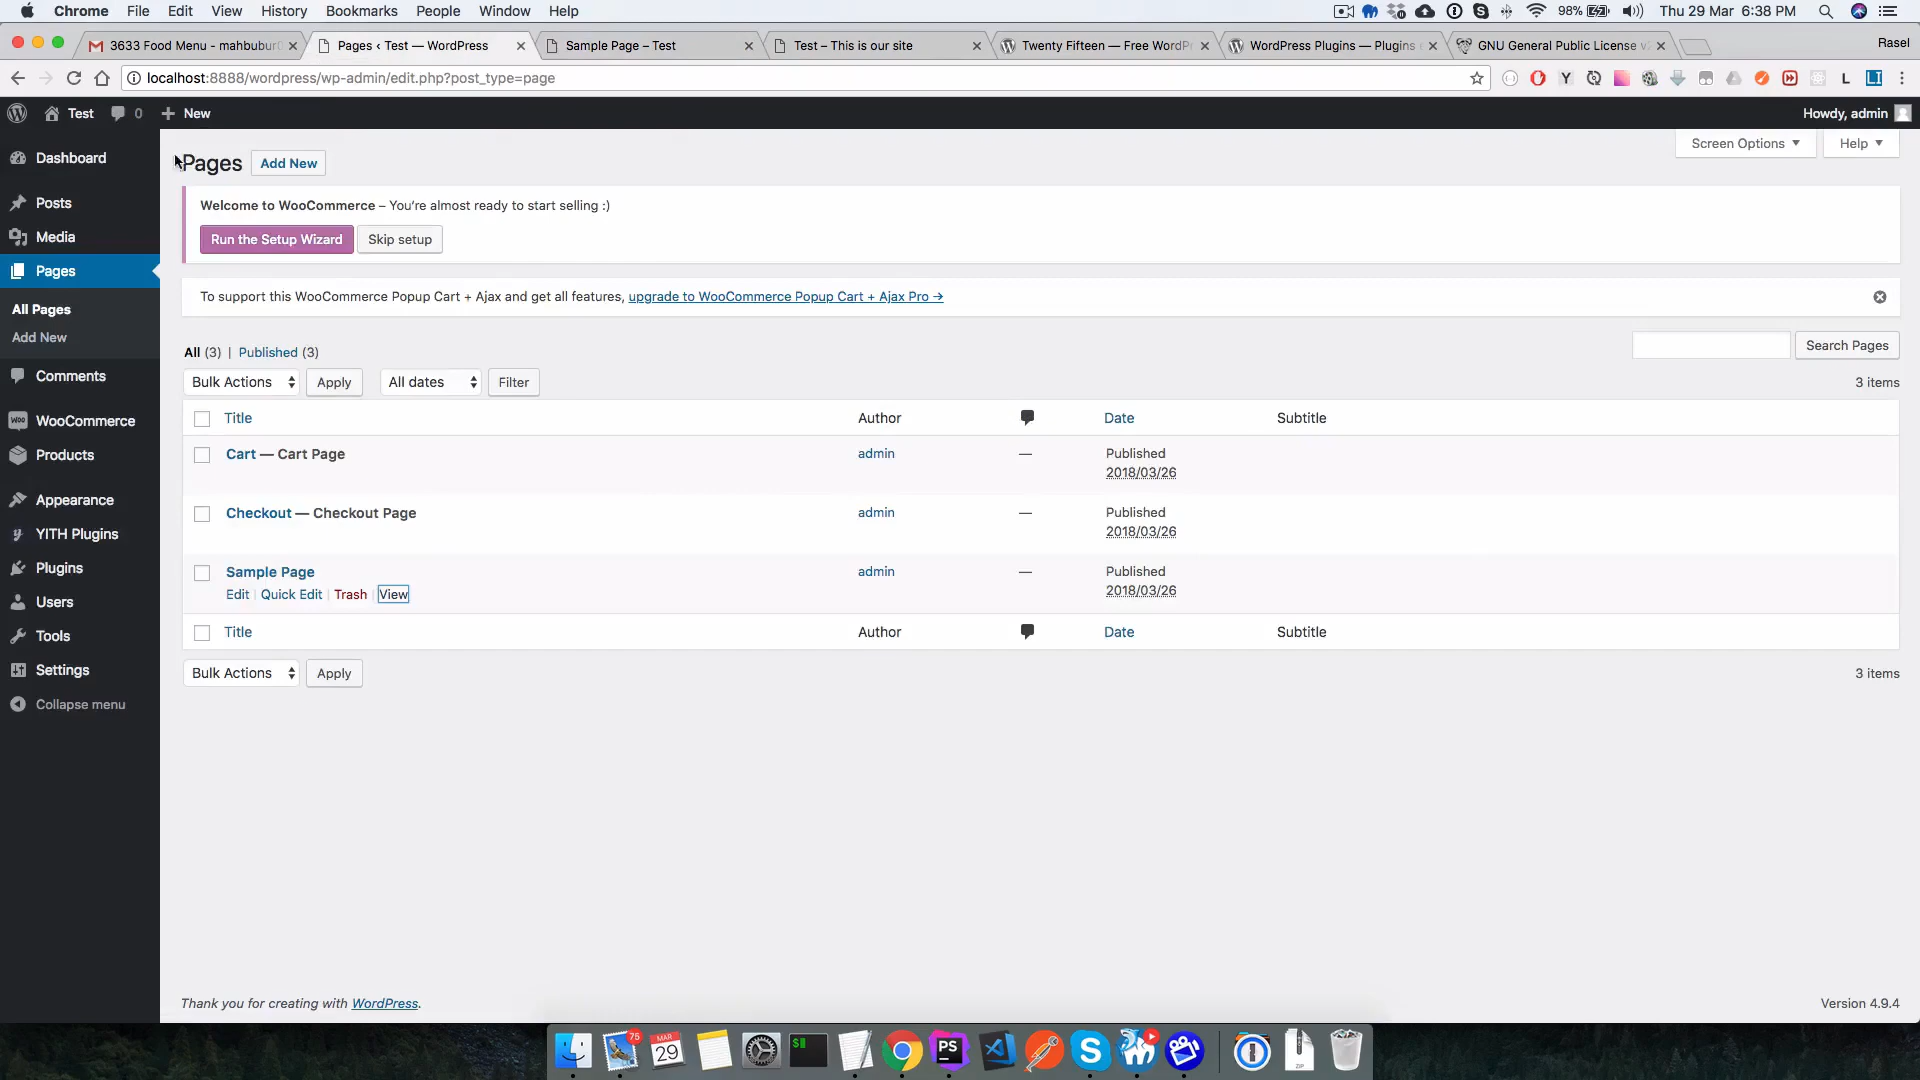 Chrome File Edit View History Bookmarks People Window Help 98% Thu 29 Mar 6:38 PM
3633 Food Menu - mahbubur Pages ‹ Test — WordPress Sample Page – Test Test – This is our site Twenty Fifteen — Free WordPr WordPress Plugins — Plugins GNU General Public License v Rasel
localhost:8888/wordpress/wp-admin/edit.php?post_type=page
Test 0 + New Howdy, admin
Screen Options Help
Dashboard
Posts
Media
Pages
All Pages
Add New
Comments
WooCommerce
Products
Appearance
YITH Plugins
Plugins
Users
Tools
Settings
Collapse menu
Pages Add New
Welcome to WooCommerce – You're almost ready to start selling :)
Run the Setup Wizard Skip setup
To support this WooCommerce Popup Cart + Ajax and get all features, upgrade to WooCommerce Popup Cart + Ajax Pro →
Search Pages
All (3) | Published (3)
Bulk Actions Apply All dates Filter 3 items
Title Author Date Subtitle
Cart — Cart Page admin — Published
2018/03/26
Checkout — Checkout Page admin — Published
2018/03/26
Sample Page admin — Published
Edit | Quick Edit | Trash | View 2018/03/26
Title Author Date Subtitle
Bulk Actions Apply 3 items
Thank you for creating with WordPress. Version 4.9.4
75
MAR
29
$
PS
S
ZIP